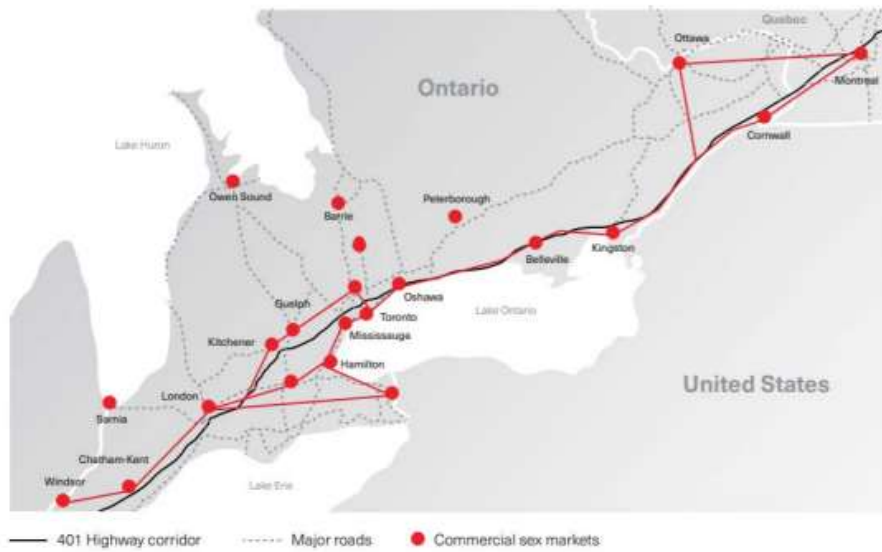 Quebec
Ottawa
Montreal
Ontario
Cornwall
Lake Huron
Owen Sound
Barrie
Peterborough
Kingston
Belleville
Oshawa
Guelph
Toronto
Lake Ontario
Mississauga
Kitchener
Hamilton
London
United States
Sarnia
Chatham-Kent
Windsor
Lake Erie
401 Highway corridor
Major roads
Commercial sex markets